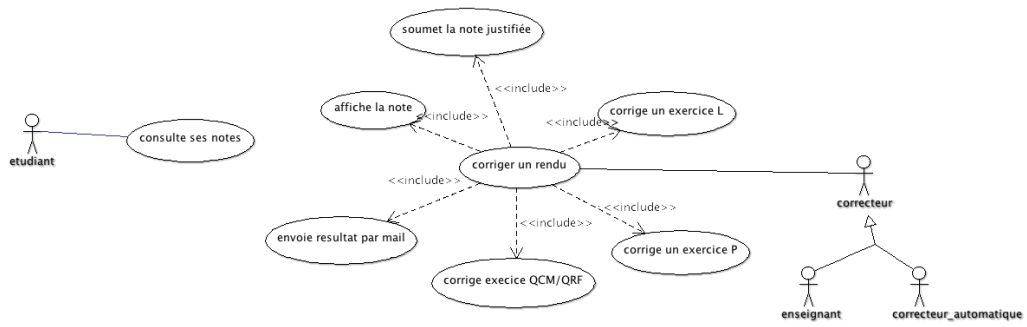 soumet la note justifiée
<<include>>
affiche la note
<<include>>
corrige un exercice L
<<include>>
consulte ses notes
etudiant
corriger un rendu
<<include>>
correcteur
<<include>>
envoie resultat par mail
<<include>>
corrige un exercice P
corrige execice QCM/QRF
enseignant
correcteur_automatique